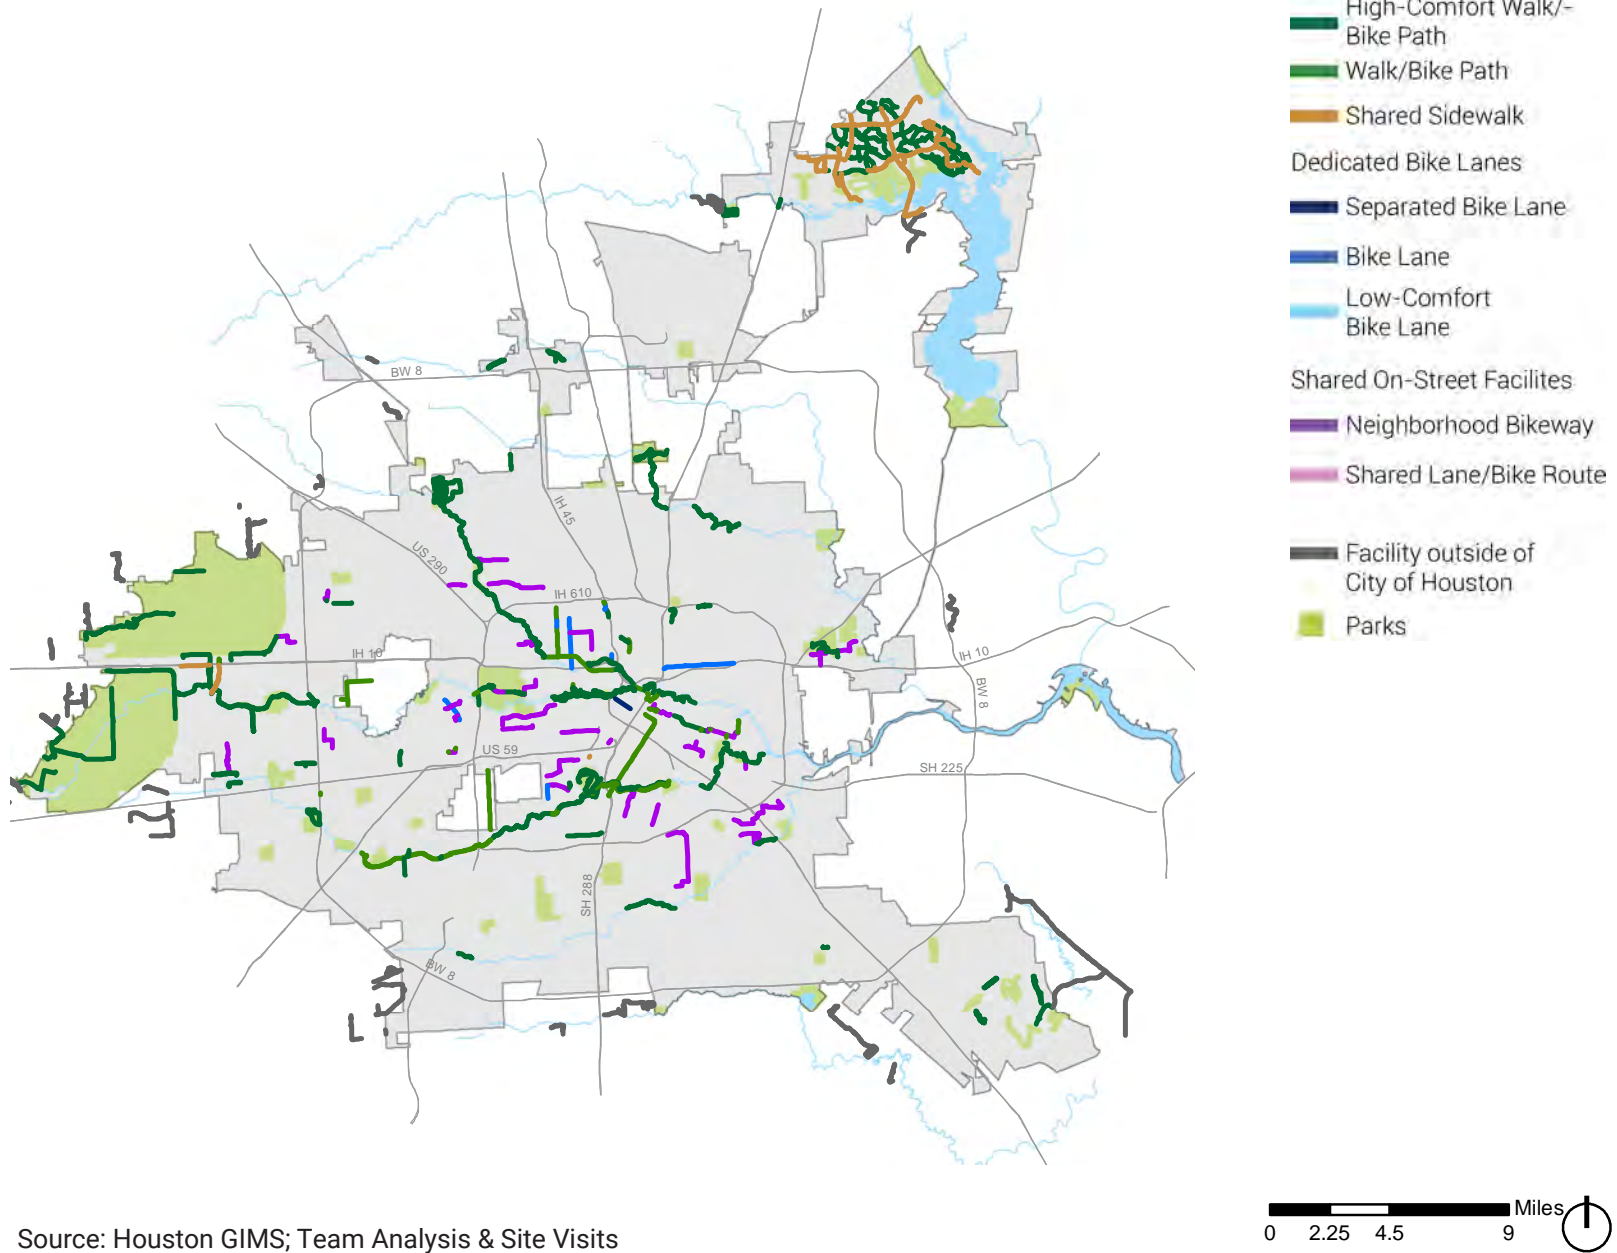 High-Comfort Walk/-
Bike Path
Walk/Bike Path
Shared Sidewalk
Dedicated Bike Lanes
Separated Bike Lane
Bike Lane
Low-Comfort
Bike Lane
Shared On-Street Facilites
Neighborhood Bikeway
Shared Lane/Bike Route
Facility outside of
City of Houston
Parks
BW 8
IH 45
US 290
IH 610
IH 10
IH 10
BW 8
US 59
SH 225
SH 288
BW 8
Miles
0 2.25 4.5 9
Source: Houston GIMS; Team Analysis & Site Visits